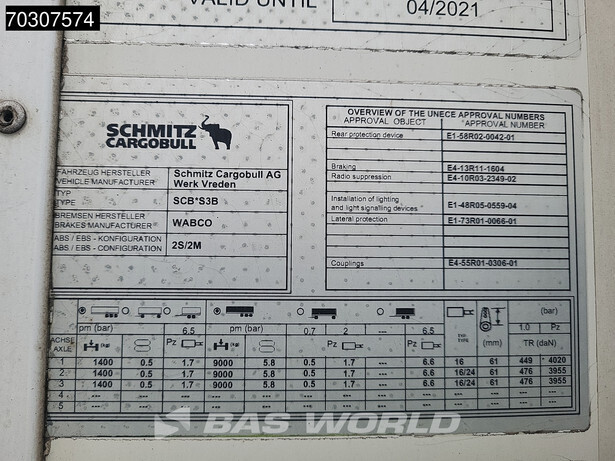 70307574
VALID UNTIL
04/2021
SCHMITZ
CARGOBULL
FAHRZEUG HERSTELLER
VEHICLE MANUFACTURER
Schmitz Cargobull AG
Werk Vreden
TYP
TYPE
SCB*S3B
BREMSEN HERSTELLER
BRAKES MANUFACTURER
WABCO
ABS / EBS - KONFIGURATION
ABS / EBS - CONFIGURATION
2S/2M
OVERVIEW OF THE UNECE APPROVAL NUMBERS
APPROVAL OBJECT APPROVAL NUMBER
Rear protection device E1-58R02-0042-01
Braking E4-13R11-1604
Radio suppression E4-10R03-2349-02
Installation of lighting
and light signalling devices E1-48R05-0559-04
Lateral protection E1-73R01-0066-01
Couplings E4-55R01-0306-01
(bar)
pm (bar) 6.5 pm (bar) 0.7 2 --- 6.5 1.0 Pz
ACHSE
AXLE
(kg) Pz (kg) Pz (mm) TR (daN)
1 1400 0.5 1.7 9000 5.8 0.5 1.7 --- 6.6 16 61 449 4020
2 1400 0.5 1.7 9000 5.8 0.5 1.7 --- 6.6 16/24 61 476 3955
3 1400 0.5 1.7 9000 5.8 0.5 1.7 --- 6.6 16/24 61 476 3955
4 --- --- --- --- --- --- --- --- --- --- --- --- ---
5 --- --- --- --- --- --- --- --- --- --- --- --- ---
BAS WORLD